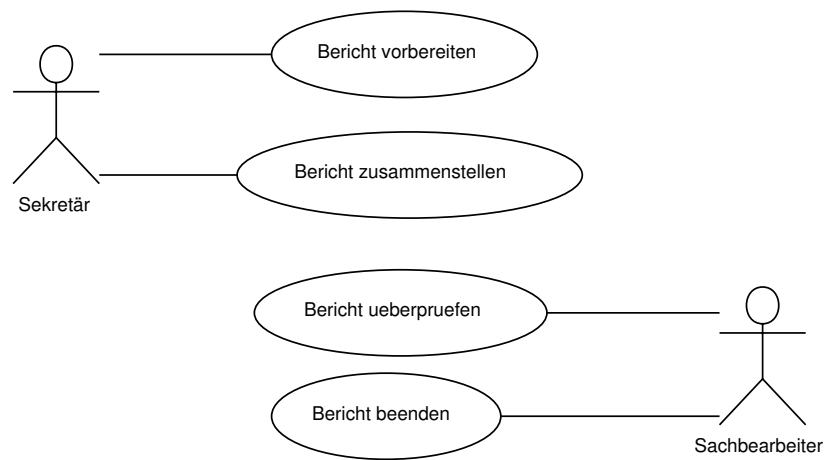 Bericht vorbereiten
Bericht zusammenstellen
Sekretär
Bericht ueberpruefen
Bericht beenden
Sachbearbeiter